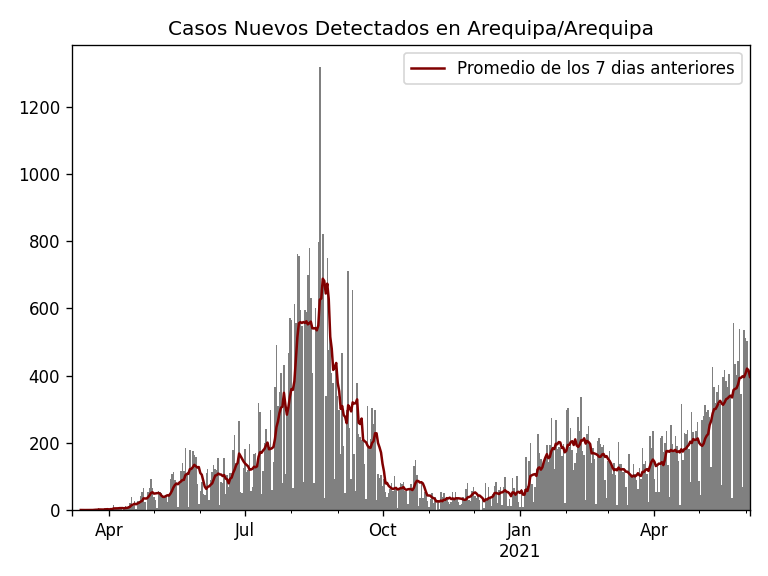 Casos Nuevos Detectados en Arequipa/Arequipa
Promedio de los 7 dias anteriores
1200
1000
800
600
400
200
0
Apr Jul Oct Jan Apr
2021